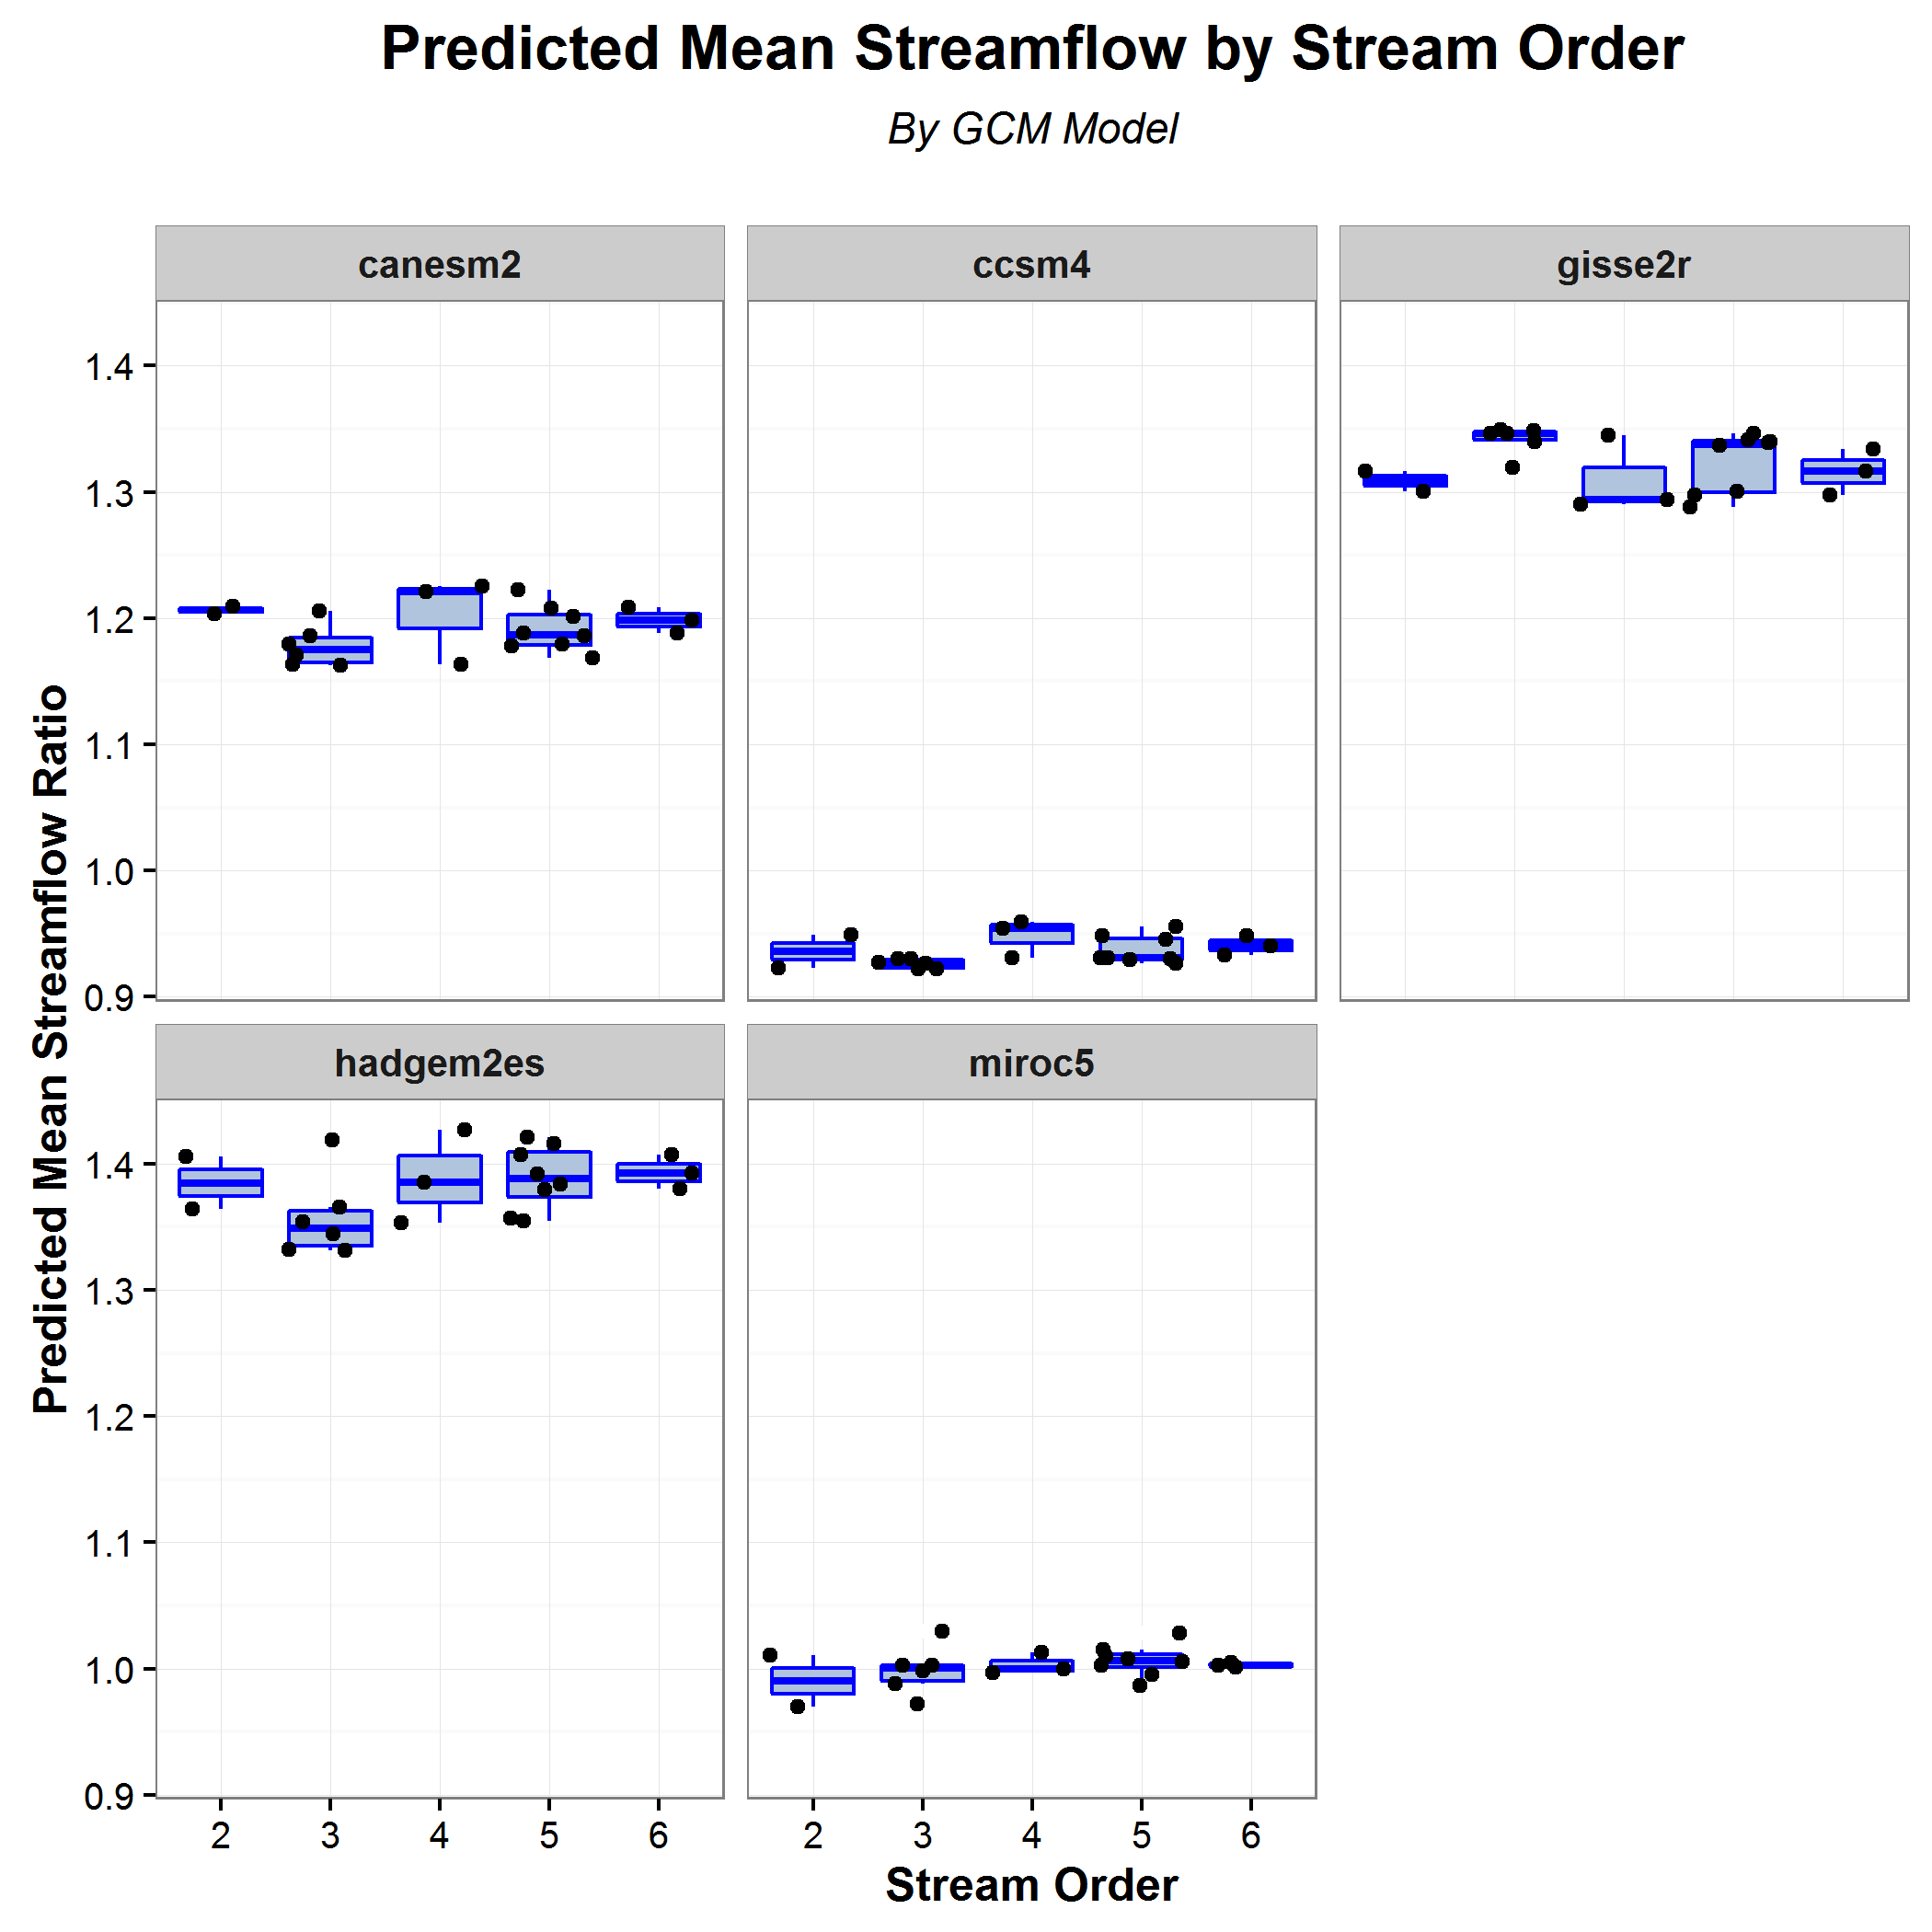 Predicted Mean Streamflow by Stream Order
By GCM Model
canesm2
ccsm4
gisse2r
1.4
1.3
1.2
1.1
1.0
0.9
Predicted Mean Streamflow Ratio
hadgem2es
miroc5
1.4
1.3
1.2
1.1
1.0
0.9
2 3 4 5 6
2 3 4 5 6
Stream Order